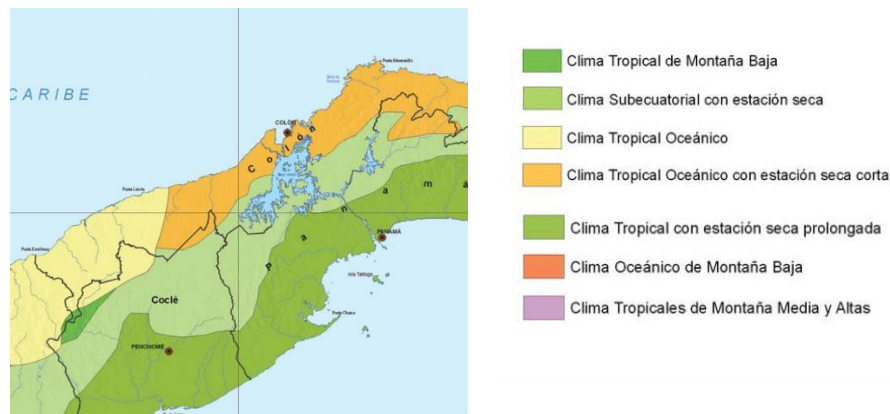 CARIBE
COLÓN
Colón
Panamá
PANAMÁ
Isla Taboga
Coclé
PENONOMÉ
Clima Tropical de Montaña Baja
Clima Subecuatorial con estación seca
Clima Tropical Oceánico
Clima Tropical Oceánico con estación seca corta
Clima Tropical con estación seca prolongada
Clima Oceánico de Montaña Baja
Clima Tropicales de Montaña Media y Altas